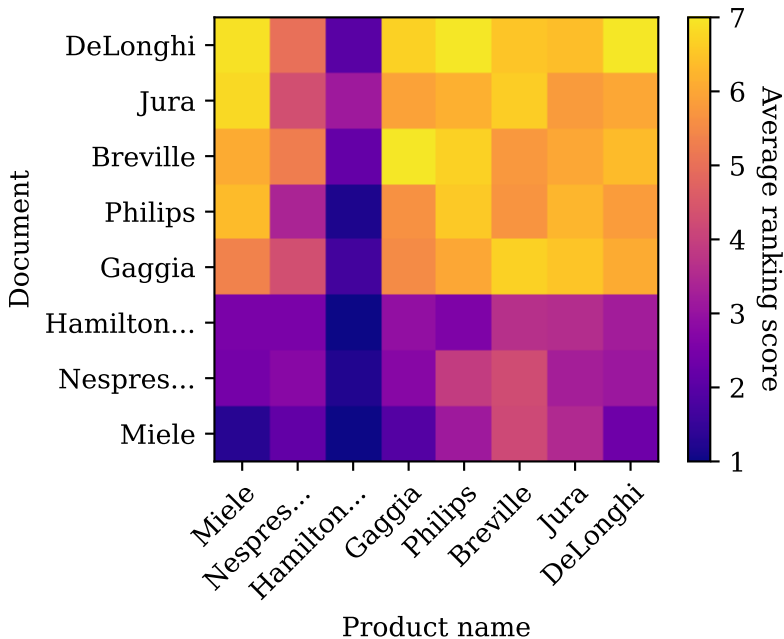 Document
DeLonghi
Jura
Breville
Philips
Gaggia
Hamilton...
Nespres...
Miele
Miele
Nespres...
Hamilton...
Gaggia
Philips
Breville
Jura
DeLonghi
Product name
7
6
5
4
3
2
1
Average ranking score